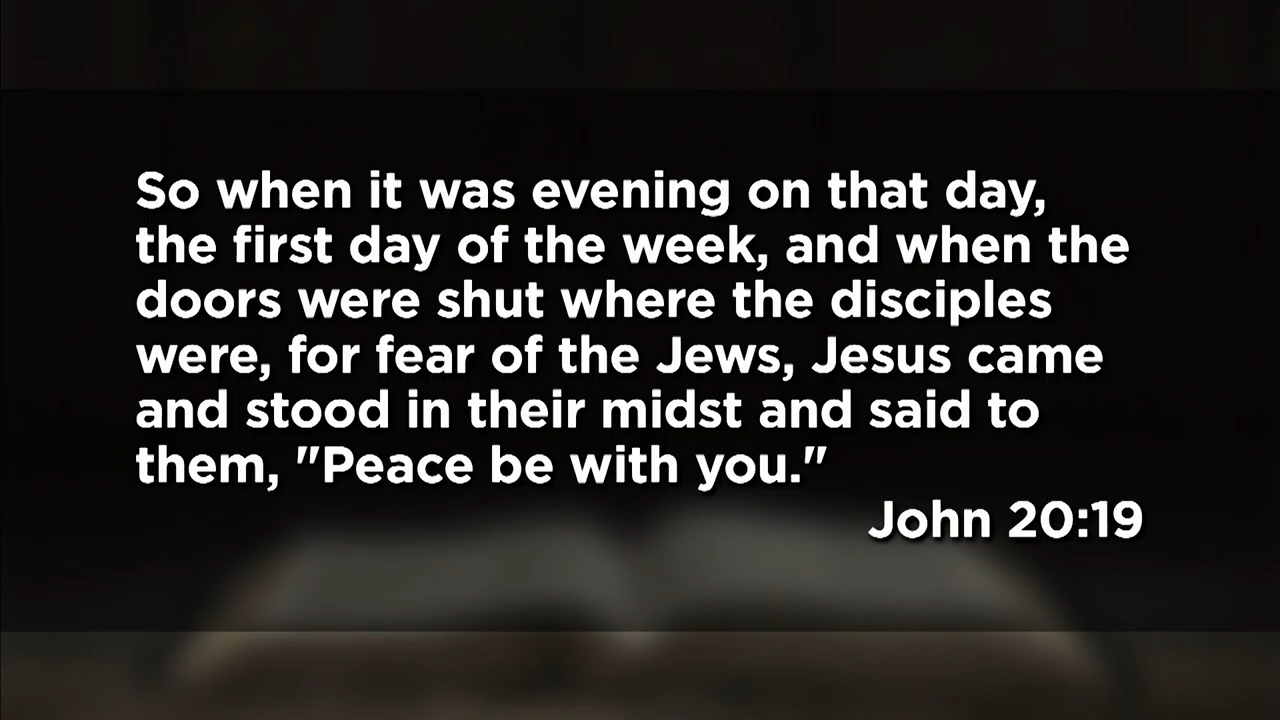 So when it was evening on that day,
the first day of the week, and when the
doors were shut where the disciples
were, for fear of the Jews, Jesus came
and stood in their midst and said to
them, "Peace be with you."
John 20:19